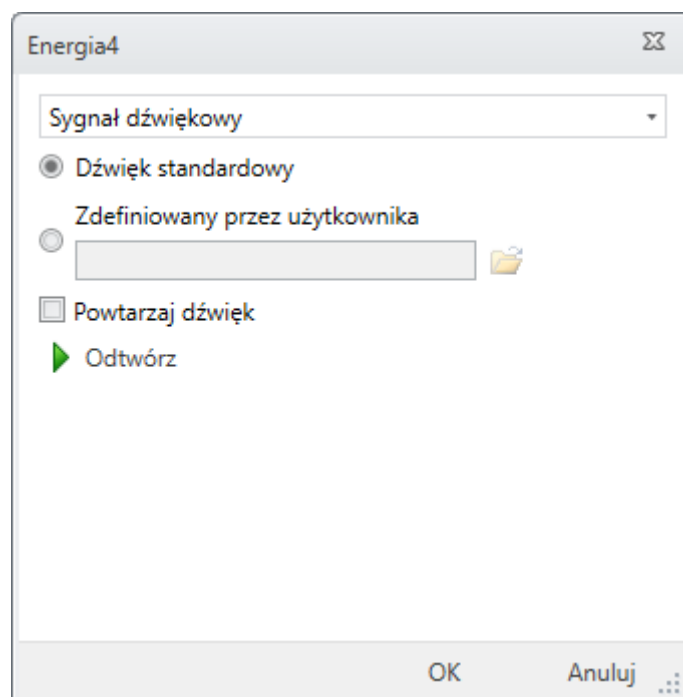 Energia4
Sygnał dźwiękowy
Dźwięk standardowy
Zdefiniowany przez użytkownika
Powtarzaj dźwięk
Odtwórz
OK Anuluj